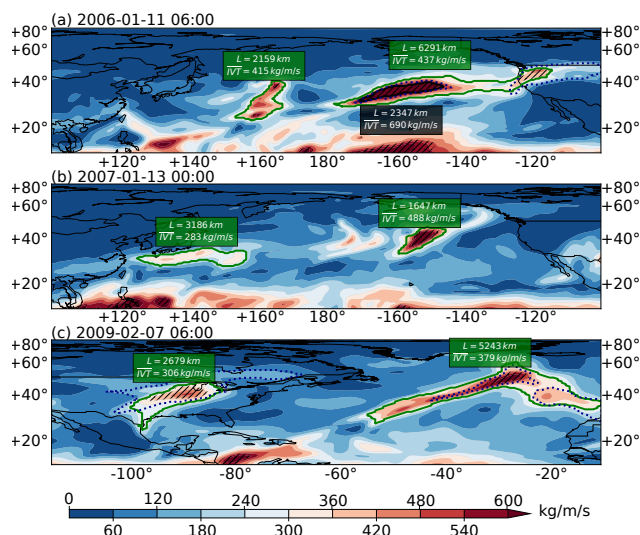 (a) 2006-01-11 06:00
+80°
+80°
+60°
+60°
L = 2159 km
IVT = 415 kg/m/s
L = 6291 km
IVT = 437 kg/m/s
+40°
+40°
L = 2347 km
IVT = 690 kg/m/s
+20°
+20°
+120 +140 +160 +180 -160 -140 -120
(b) 2007-01-13 00:00
+80°
+80°
+60°
+60°
L = 3186 km
IVT = 283 kg/m/s
L = 1647 km
IVT = 488 kg/m/s
+40°
+40°
+20°
+20°
+120 +140 +160 +180 -160 -140 -120
(c) 2009-02-07 06:00
+80°
+80°
+60°
+60°
L = 2679 km
IVT = 306 kg/m/s
L = 5243 km
IVT = 379 kg/m/s
+40°
+40°
+20°
+20°
-100° -80° -60° -40° -20°
0 120 240 360 480 600 kg/m/s
60 180 300 420 540